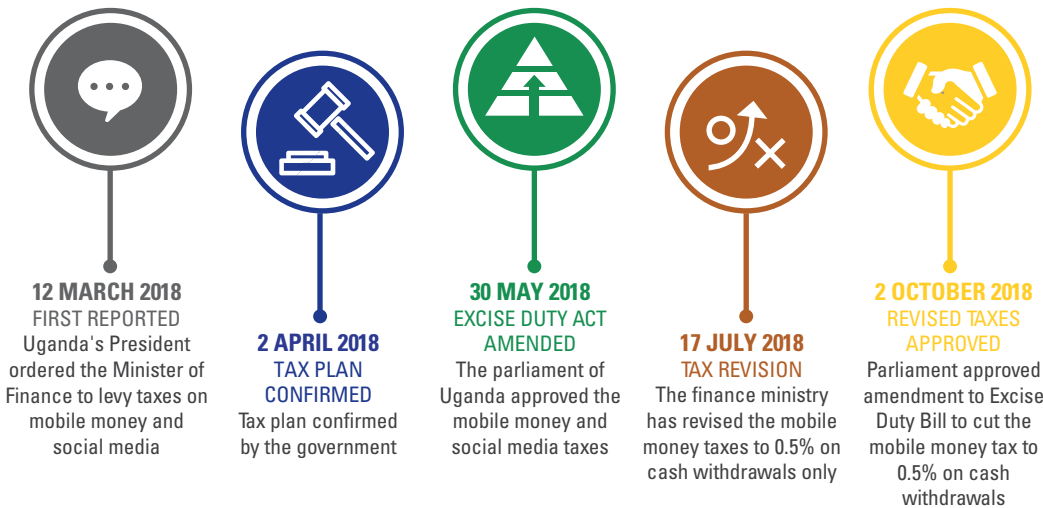 12 MARCH 2018
FIRST REPORTED
Uganda's President
ordered the Minister of
Finance to levy taxes on
mobile money and
social media
2 APRIL 2018
TAX PLAN
CONFIRMED
Tax plan confirmed
by the government
30 MAY 2018
EXCISE DUTY ACT
AMENDED
The parliament of
Uganda approved the
mobile money and
social media taxes
17 JULY 2018
TAX REVISION
The finance ministry
has revised the mobile
money taxes to 0.5% on
cash withdrawals only
2 OCTOBER 2018
REVISED TAXES
APPROVED
Parliament approved
amendment to Excise
Duty Bill to cut the
mobile money tax to
0.5% on cash
withdrawals